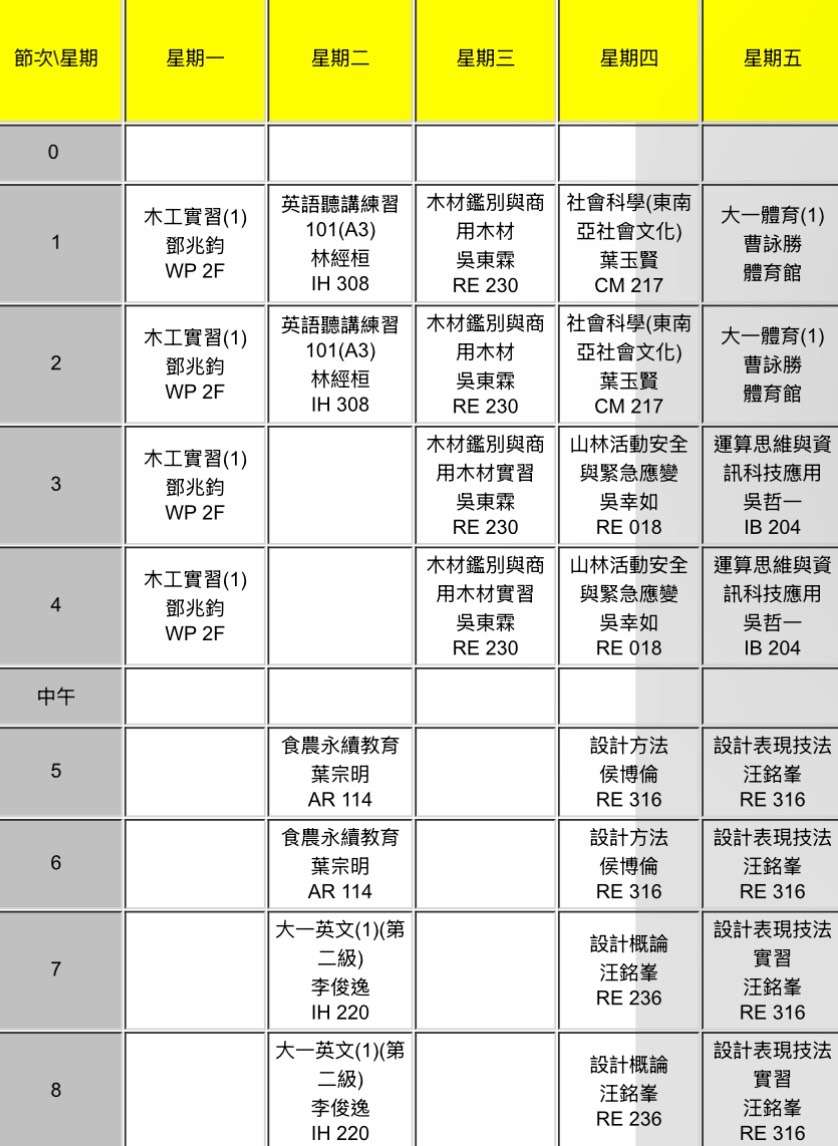 節次\星期 星期一 星期二 星期三 星期四 星期五
0
1
木工實習(1)
鄧兆鈞
WP 2F
英語聽講練習
101(A3)
林經桓
IH 308
木材鑑別與商
用木材
吳東霖
RE 230
社會科學(東南
亞社會文化)
葉玉賢
CM 217
大一體育(1)
曹詠勝
體育館
2
木工實習(1)
鄧兆鈞
WP 2F
英語聽講練習
101(A3)
林經桓
IH 308
木材鑑別與商
用木材
吳東霖
RE 230
社會科學(東南
亞社會文化)
葉玉賢
CM 217
大一體育(1)
曹詠勝
體育館
3
木工實習(1)
鄧兆鈞
WP 2F
木材鑑別與商
用木材實習
吳東霖
RE 230
山林活動安全
與緊急應變
吳幸如
RE 018
運算思維與資
訊科技應用
吳哲一
IB 204
4
木工實習(1)
鄧兆鈞
WP 2F
木材鑑別與商
用木材實習
吳東霖
RE 230
山林活動安全
與緊急應變
吳幸如
RE 018
運算思維與資
訊科技應用
吳哲一
IB 204
中午
5
食農永續教育
葉宗明
AR 114
設計方法
侯博倫
RE 316
設計表現技法
汪銘峯
RE 316
6
食農永續教育
葉宗明
AR 114
設計方法
侯博倫
RE 316
設計表現技法
汪銘峯
RE 316
7
大一英文(1)(第
二級)
李俊逸
IH 220
設計概論
汪銘峯
RE 236
設計表現技法
實習
汪銘峯
RE 316
8
大一英文(1)(第
二級)
李俊逸
IH 220
設計概論
汪銘峯
RE 236
設計表現技法
實習
汪銘峯
RE 316